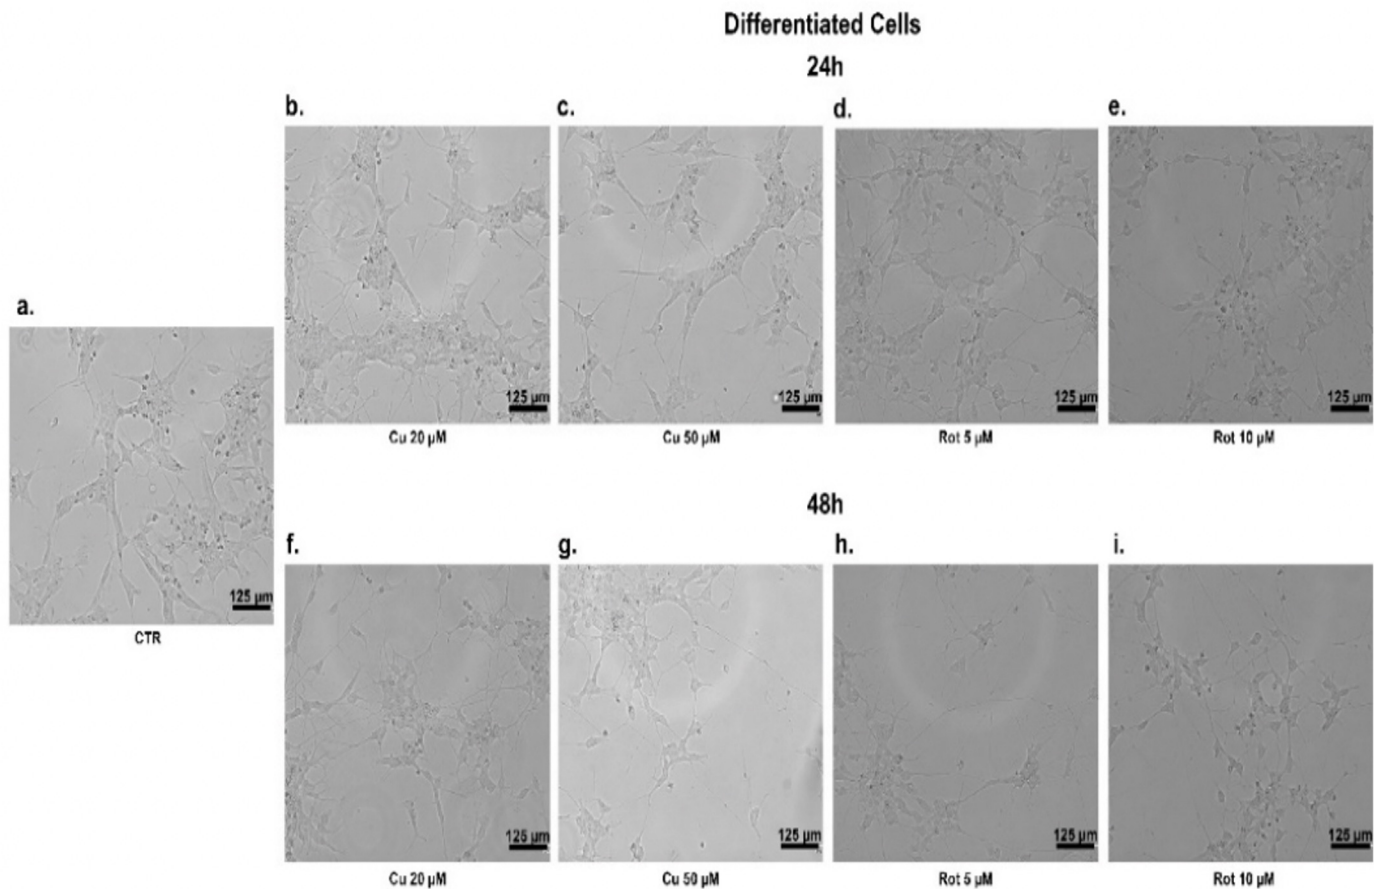 Differentiated Cells
24h
b.
c.
d.
e.
125 µm
125 µm
125 µm
125 µm
Cu 20 µM
Cu 50 µM
Rot 5 µM
Rot 10 µM
a.
125 µm
CTR
48h
f.
g.
h.
i.
125 µm
125 µm
125 µm
125 µm
Cu 20 µM
Cu 50 µM
Rot 5 µM
Rot 10 µM